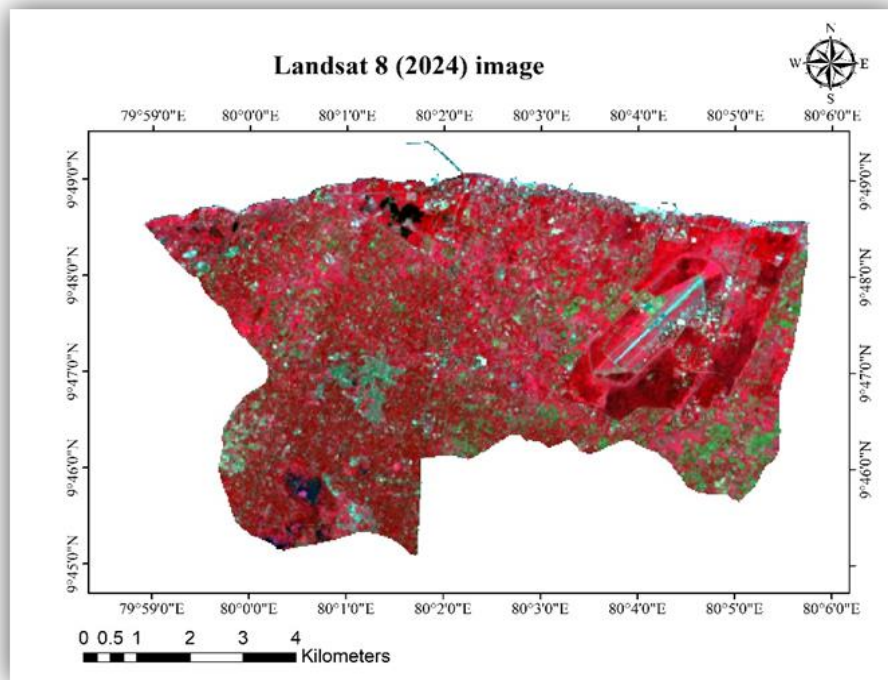 Landsat 8 (2024) image
N
W E
S
79°59'0"E 80°0'0"E 80°1'0"E 80°2'0"E 80°3'0"E 80°4'0"E 80°5'0"E 80°6'0"E
9°49'0"N 9°49'0"N
9°48'0"N 9°48'0"N
9°47'0"N 9°47'0"N
9°46'0"N 9°46'0"N
9°45'0"N
79°59'0"E 80°0'0"E 80°1'0"E 80°2'0"E 80°3'0"E 80°4'0"E 80°5'0"E 80°6'0"E
0 0.5 1 2 3 4
Kilometers